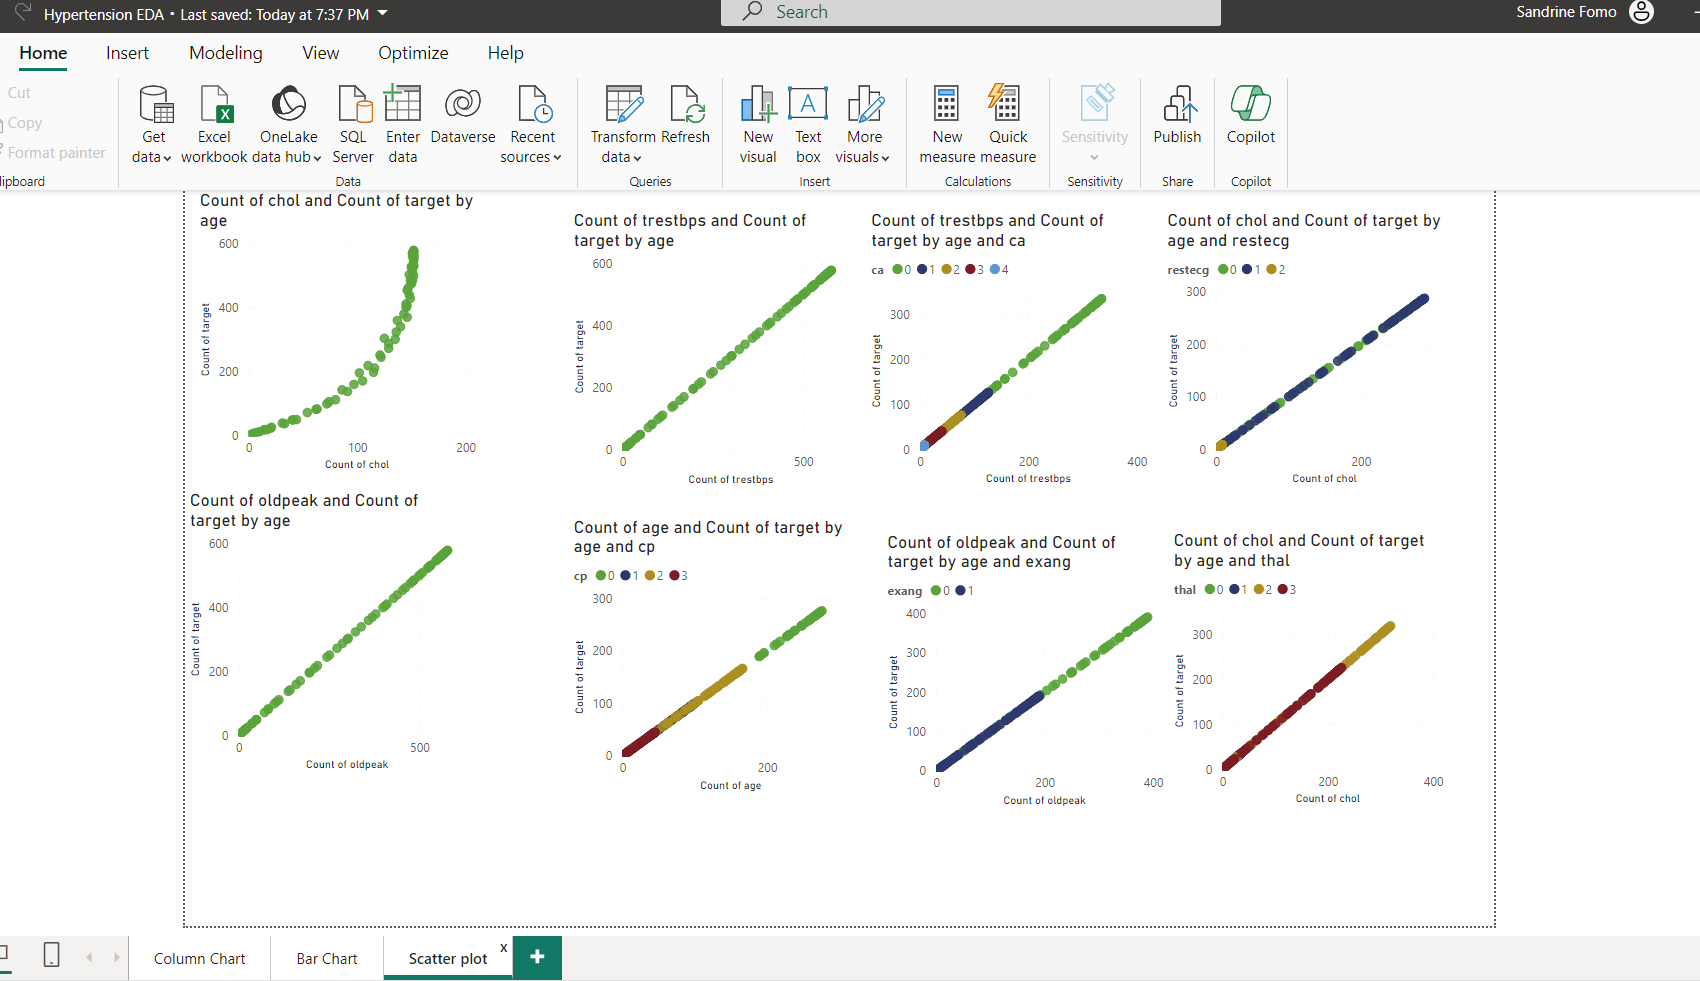 Hypertension EDA • Last saved: Today at 7:37 PM
Search
Sandrine Fomo
Home
Insert
Modeling
View
Optimize
Help
Cut
Copy
Format painter
lipboard
Get
data
Excel
workbook
OneLake
data hub
SQL
Server
Enter
data
Dataverse
Recent
sources
Data
Transform
data
Refresh
Queries
New
visual
Text
box
More
visuals
Insert
New
measure
Quick
measure
Calculations
Sensitivity
Sensitivity
Publish
Share
Copilot
Copilot
Count of chol and Count of target by
age
600
400
200
0
0
100
200
Count of target
Count of chol
Count of trestbps and Count of
target by age
600
400
200
0
0
500
Count of target
Count of trestbps
Count of trestbps and Count of
target by age and ca
ca 0 1 2 3 4
300
200
100
0
0
200
400
Count of target
Count of trestbps
Count of chol and Count of target by
age and restecg
restecg 0 1 2
300
200
100
0
0
200
Count of target
Count of chol
Count of oldpeak and Count of
target by age
600
400
200
0
0
500
Count of target
Count of oldpeak
Count of age and Count of target by
age and cp
cp 0 1 2 3
300
200
100
0
0
200
Count of target
Count of age
Count of oldpeak and Count of
target by age and exang
exang 0 1
400
300
200
100
0
0
200
400
Count of target
Count of oldpeak
Count of chol and Count of target
by age and thal
thal 0 1 2 3
300
200
100
0
0
200
400
Count of target
Count of chol
Column Chart
Bar Chart
Scatter plot
x
+